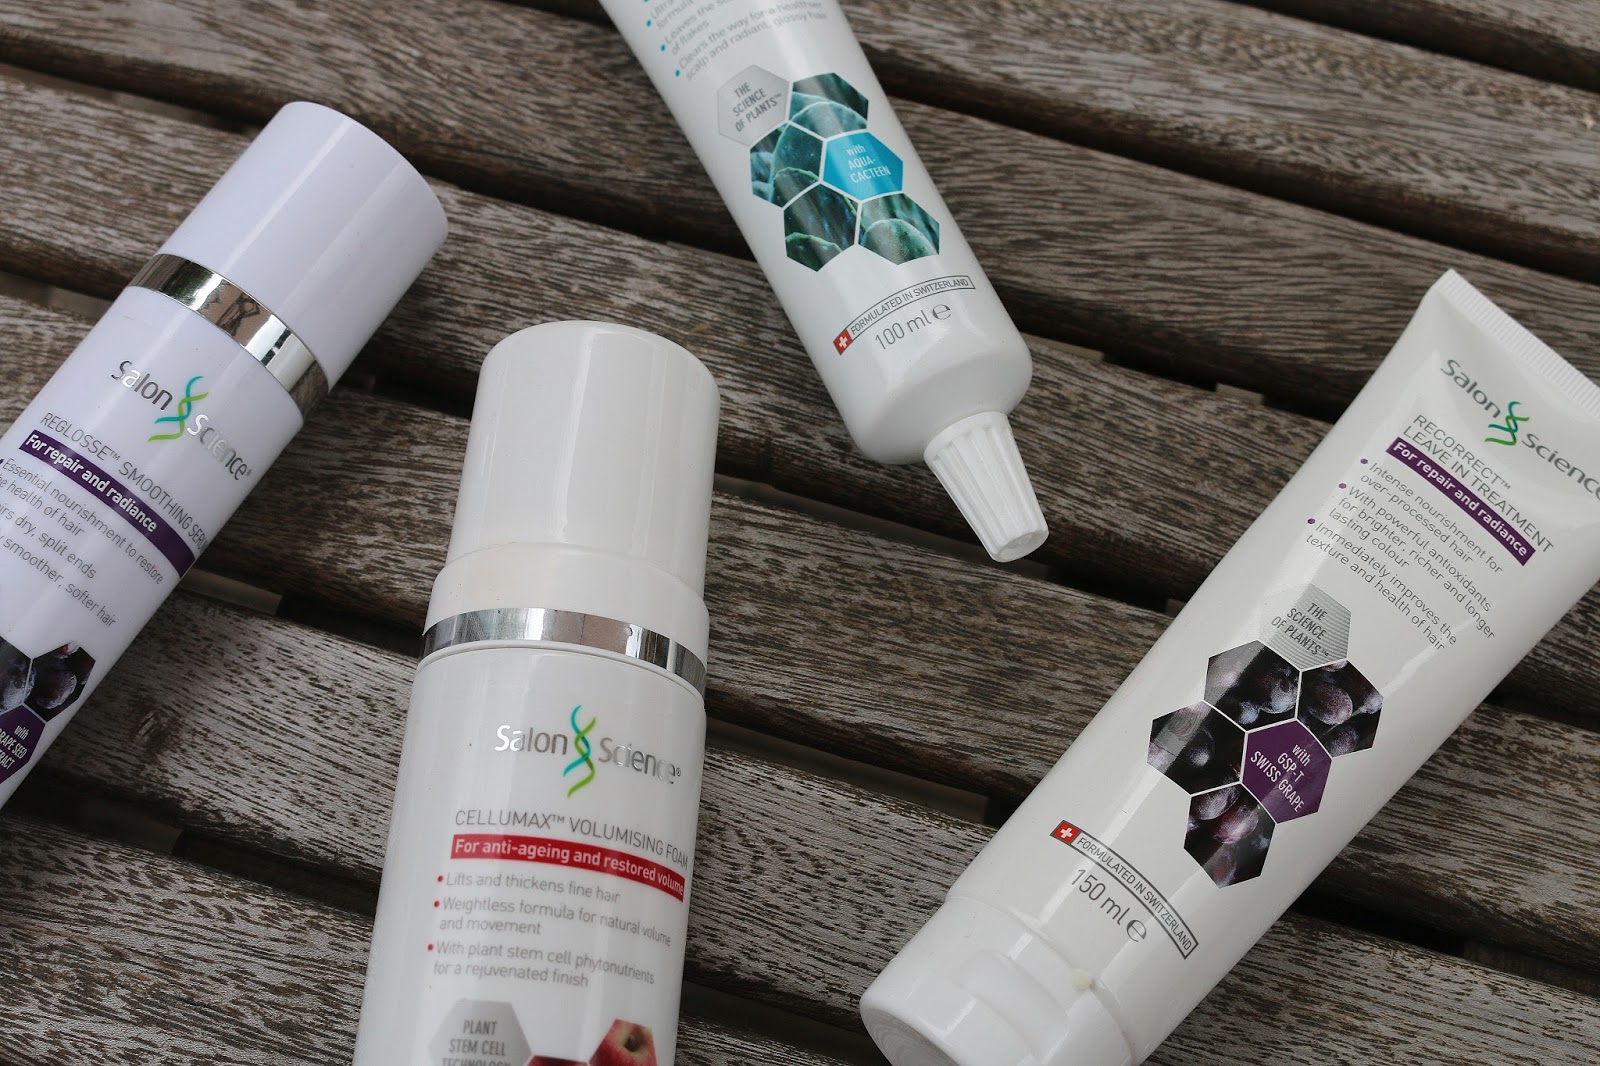 Salon Science®
REGLOSSE™ SMOOTHING SERUM
For repair and radiance
• Essential nourishment to restore
health of hair
dry, split ends
smoother, softer hair
with
GRAPE SEED
EXTRACT
Salon Science®
CELLUMAX™ VOLUMISING FOAM
For anti-ageing and restored volume
• Lifts and thickens fine hair
• Weightless formula for natural volume
and movement
• With plant stem cell phytonutrients
for a rejuvenated finish
PLANT
STEM CELL
TECHNOLOGY
formula
• Leaves the
of flakes
• Clears the way for a healthier
scalp and radiant, glossy hair
THE
SCIENCE
OF PLANTS™
with
AQUA-
CACTEEN
FORMULATED IN SWITZERLAND
100 ml e
Salon Science
RECORRECT™
LEAVE IN TREATMENT
For repair and radiance
• Intense nourishment for
over-processed hair
• With powerful antioxidants
for brighter, richer and longer
lasting colour
• Immediately improves the
texture and health of hair
THE
SCIENCE
OF PLANTS™
with
GSP-T
SWISS GRAPE
FORMULATED IN SWITZERLAND
150 ml e